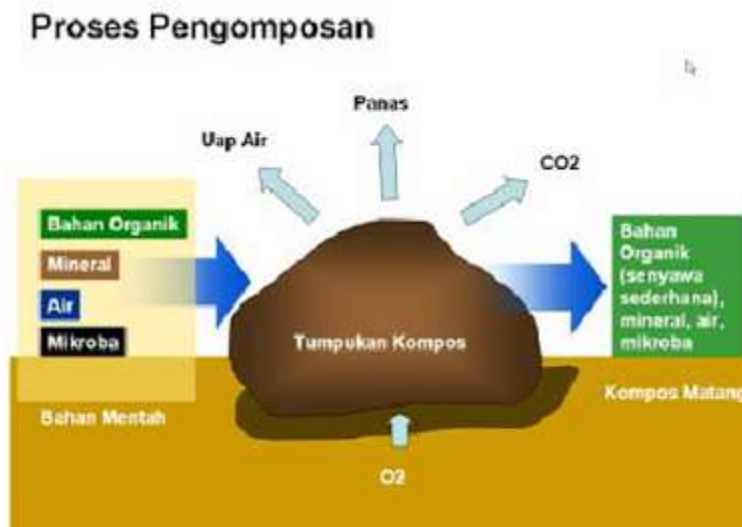 Proses Pengomposan
Panas
Uap Air
CO2
Bahan Organik
Mineral
Air
Mikroba
Bahan Mentah
Tumpukan Kompos
O2
Bahan
Organik
(senyawa
sederhana),
mineral, air,
mikroba
Kompos Matang